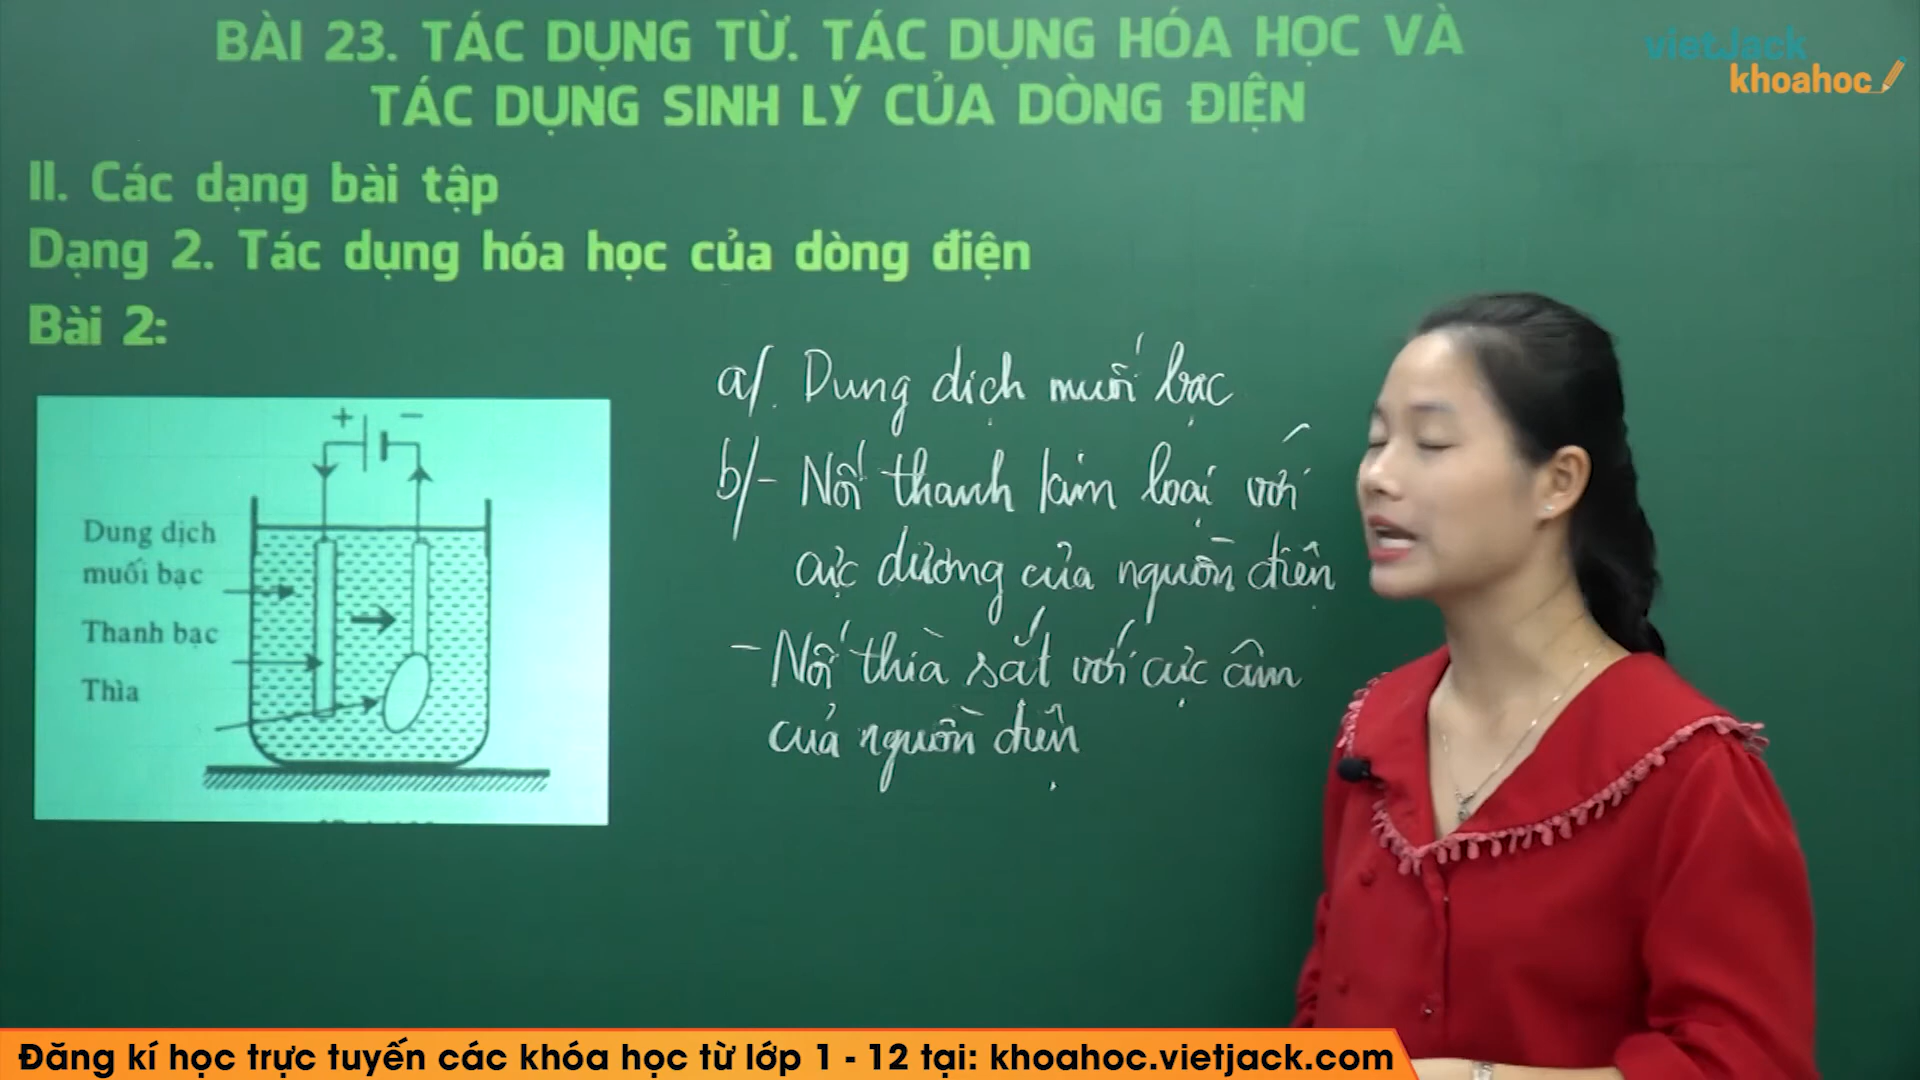 BÀI 23. TÁC DỤNG TỪ. TÁC DỤNG HÓA HỌC VÀ
TÁC DỤNG SINH LÝ CỦA DÒNG ĐIỆN
vietJack
khoahoc
II. Các dạng bài tập
Dạng 2. Tác dụng hóa học của dòng điện
Bài 2:
+ −
Dung dịch
muối bạc
Thanh bạc
Thìa
a/. Dung dịch muối bạc
b/- Nối thanh kim loại với
cực dương của nguồn điện
- Nối thìa sắt với cực âm
của nguồn điện
Đăng kí học trực tuyến các khóa học từ lớp 1 - 12 tại: khoahoc.vietjack.com